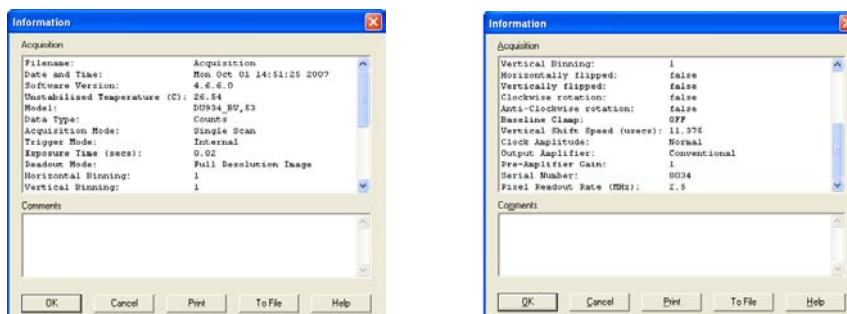 Information
Acquisition
Filename: Acquisition
Date and Time: Mon Oct 01 14:51:25 2007
Software Version: 4.6.6.0
Unstabilised Temperature (C): 26.54
Model: DU934_BV,S3
Data Type: Counts
Acquisition Mode: Single Scan
Trigger Mode: Internal
Exposure Time (secs): 0.02
Readout Mode: Full Resolution Image
Horizontal Binning: 1
Vertical Binning: 1
Comments
OK Cancel Print To File Help
Information
Acquisition
Vertical Binning: 1
Horizontally flipped: false
Vertically flipped: false
Clockwise rotation: false
Anti-Clockwise rotation: false
Baseline Clamp: OFF
Vertical Shift Speed (usecs): 11.376
Clock Amplitude: Normal
Output Amplifier: Conventional
Pre-Amplifier Gain: 1
Serial Number: 8034
Pixel Readout Rate (MHz): 2.5
Comments
OK Cancel Print To File Help